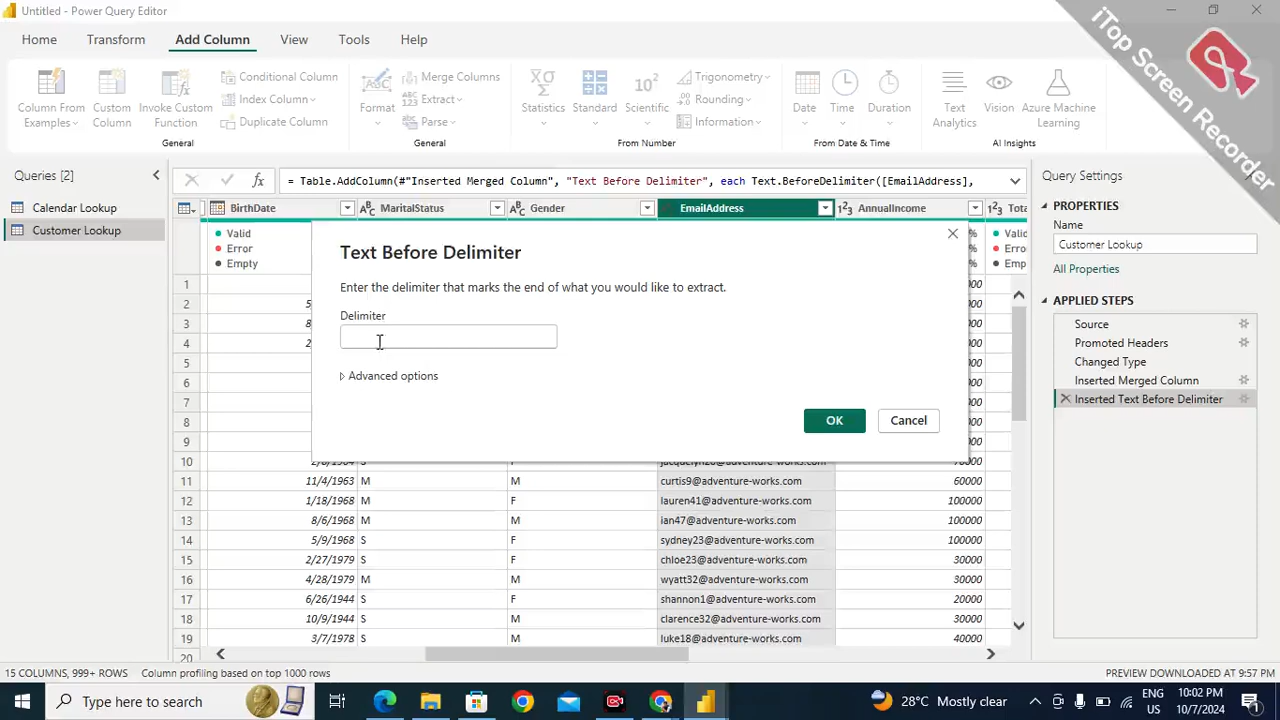 Untitled - Power Query Editor
iTop Screen Recorder
Home
Transform
Add Column
View
Tools
Help
Column From Examples
Custom Column
Invoke Custom Function
Conditional Column
Index Column
Duplicate Column
General
Format
Merge Columns
Extract
Parse
General
Statistics
Standard
Scientific
Trigonometry
Rounding
Information
From Number
Date
Time
Duration
From Date & Time
Text Analytics
Vision
Azure Machine Learning
AI Insights
Queries [2]
Calendar Lookup
Customer Lookup
= Table.AddColumn(#"Inserted Merged Column", "Text Before Delimiter", each Text.BeforeDelimiter([EmailAddress],
BirthDate
MaritalStatus
Gender
EmailAddress
AnnualIncome
Valid
Error
Empty
Text Before Delimiter
Enter the delimiter that marks the end of what you would like to extract.
Delimiter
Advanced options
OK
Cancel
1
2
3
4
5
6
7
8
9
10
11 11/4/1963 M M curtis9@adventure-works.com 60000
12 1/18/1968 M F lauren41@adventure-works.com 100000
13 8/6/1968 M M ian47@adventure-works.com 100000
14 5/9/1968 S F sydney23@adventure-works.com 100000
15 2/27/1979 S F chloe23@adventure-works.com 30000
16 4/28/1979 M M wyatt32@adventure-works.com 30000
17 6/26/1944 S F shannon1@adventure-works.com 20000
18 10/9/1944 S M clarence32@adventure-works.com 30000
19 3/7/1978 S M luke18@adventure-works.com 40000
20
Query Settings
PROPERTIES
Name
Customer Lookup
All Properties
APPLIED STEPS
Source
Promoted Headers
Changed Type
Inserted Merged Column
Inserted Text Before Delimiter
15 COLUMNS, 999+ ROWS Column profiling based on top 1000 rows
PREVIEW DOWNLOADED AT 9:57 PM
Type here to search
28°C Mostly clear
ENG
US
10:02 PM
10/7/2024